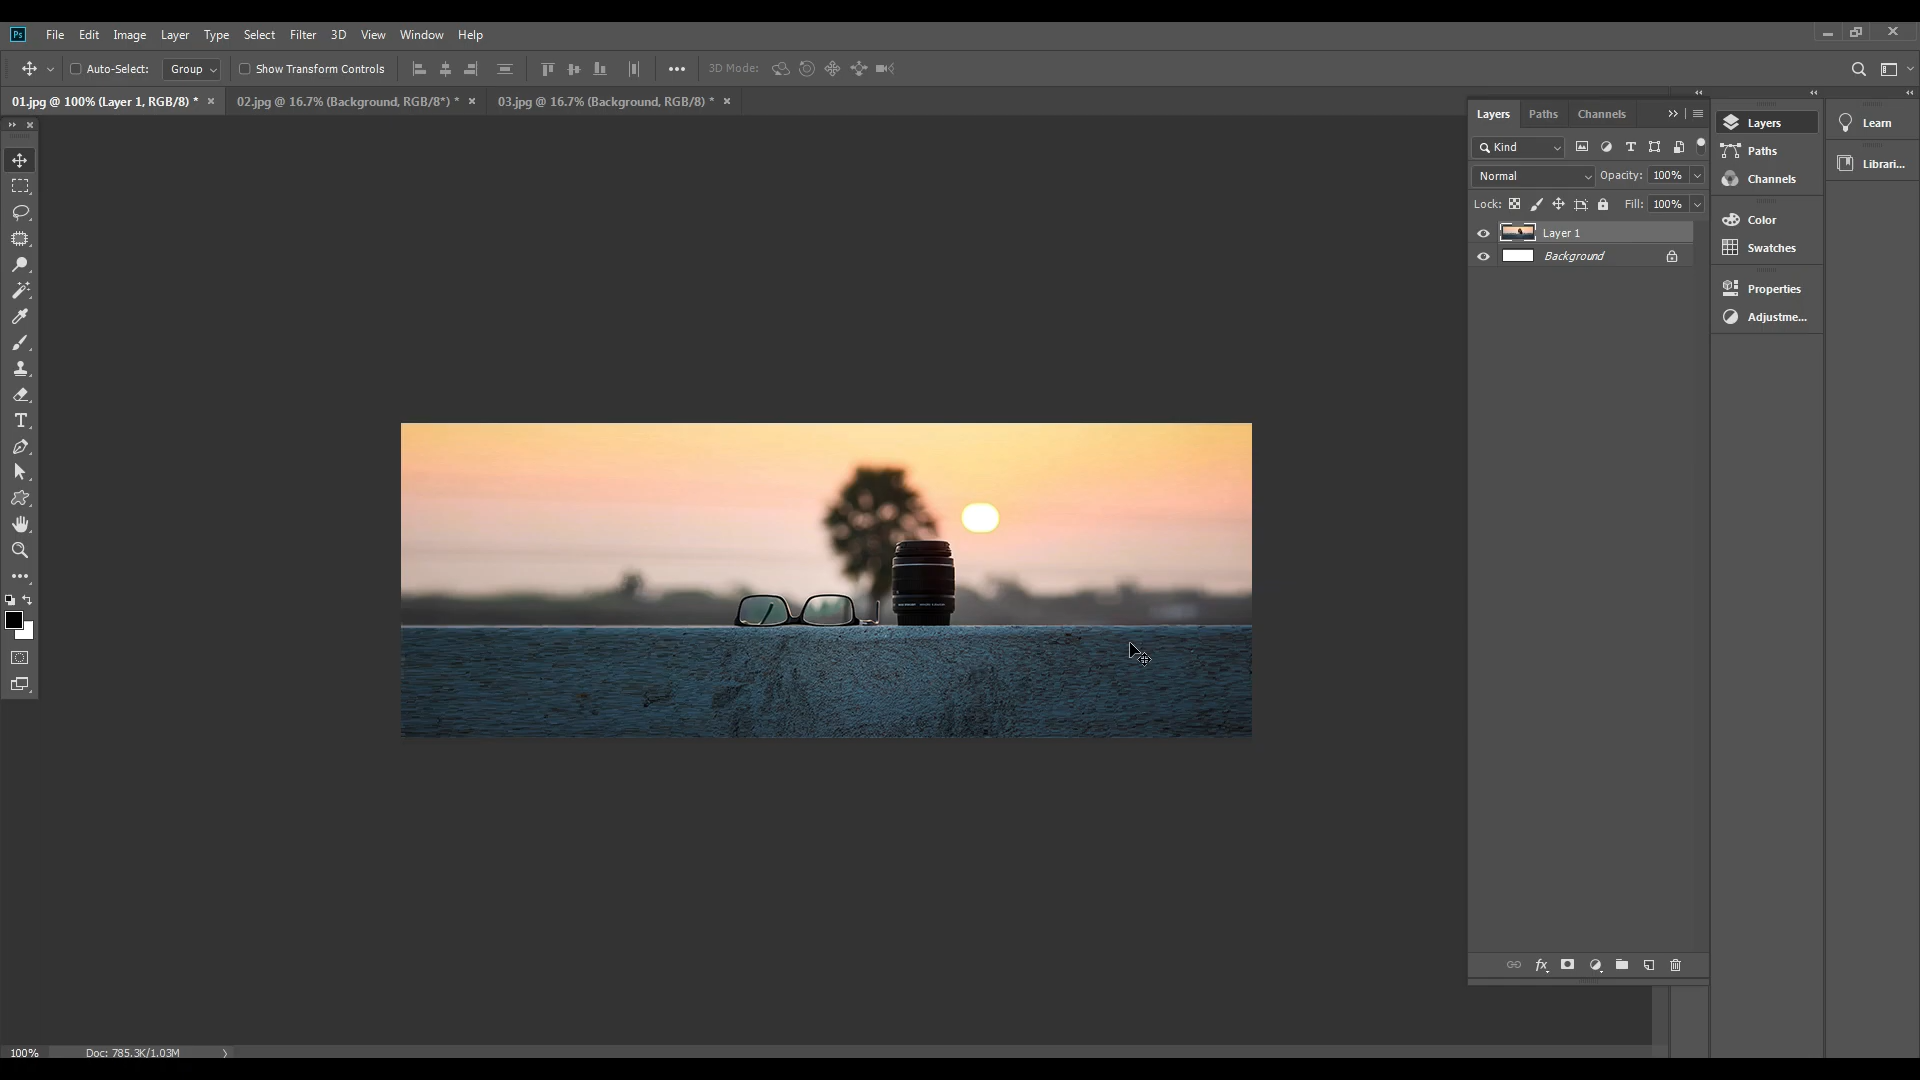 Ps File Edit Image Layer Type Select Filter 3D View Window Help
Auto-Select: Group Show Transform Controls 3D Mode:
01.jpg @ 100% (Layer 1, RGB/8) * 02.jpg @ 16.7% (Background, RGB/8*) * 03.jpg @ 16.7% (Background, RGB/8) *
Layers Paths Channels
Kind
Normal Opacity: 100%
Lock: Fill: 100%
Layer 1
Background
Layers
Paths
Channels
Color
Swatches
Properties
Adjustme...
Learn
Librari...
100% Doc: 785.3K/1.03M